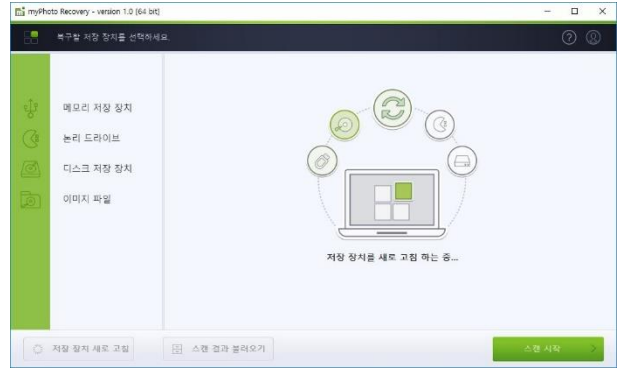 myPhoto Recovery - version 1.0 (64 bit)
복구할 저장 장치를 선택하세요.
메모리 저장 장치
논리 드라이브
디스크 저장 장치
이미지 파일
저장 장치를 새로 고침 하는 중...
저장 장치 새로 고침
스캔 결과 불러오기
스캔 시작